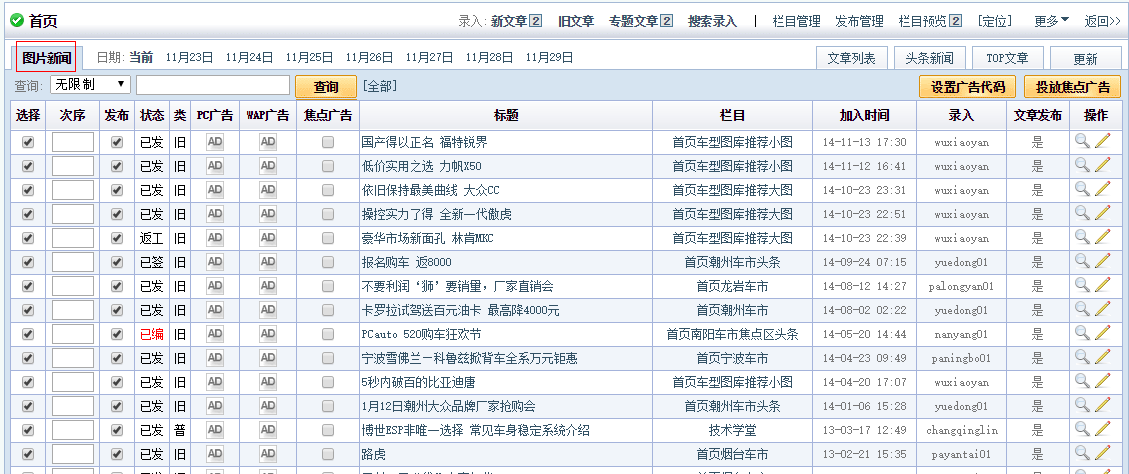 首页 录入: 新文章 2 旧文章 专题文章 2 搜索录入 | 栏目管理 发布管理 栏目预览 2 [定位] 更多 返回>>
图片新闻 日期: 当前 11月23日 11月24日 11月25日 11月26日 11月27日 11月28日 11月29日 文章列表 头条新闻 TOP文章 更新
查询: 无限制 查询 [全部] 设置广告代码 投放焦点广告
选择 次序 发布 状态 类 PC广告 WAP广告 焦点广告 标题 栏目 加入时间 录入 文章发布 操作
已发 旧 AD AD 国产得以正名 福特锐界 首页车型图库推荐小图 14-11-13 17:30 wuxiaoyan 是
已发 旧 AD AD 低价实用之选 力帆X50 首页车型图库推荐小图 14-11-12 16:41 wuxiaoyan 是
已发 旧 AD AD 依旧保持最美曲线 大众CC 首页车型图库推荐大图 14-10-23 23:31 wuxiaoyan 是
已发 旧 AD AD 操控实力了得 全新一代傲虎 首页车型图库推荐大图 14-10-23 22:51 wuxiaoyan 是
返工 旧 AD AD 豪华市场新面孔 林肯MKC 首页车型图库推荐大图 14-10-23 22:39 wuxiaoyan 是
已签 旧 AD AD 报名购车 返8000 首页潮州车市头条 14-09-24 07:15 yuedong01 是
已发 旧 AD AD 不要利润‘狮’要销量，厂家直销会 首页龙岩车市 14-08-12 14:27 palongyan01 是
已发 旧 AD AD 卡罗拉试驾送百元油卡 最高降4000元 首页潮州车市 14-08-02 02:22 yuedong01 是
已编 旧 AD AD PCauto 520购车狂欢节 首页南阳车市焦点区头条 14-05-20 14:44 nanyang01 是
已发 旧 AD AD 宁波雪佛兰－科鲁兹掀背车全系万元钜惠 首页宁波车市 14-04-23 09:49 paningbo01 是
已发 旧 AD AD 5秒内破百的比亚迪唐 首页车型图库推荐小图 14-04-20 17:07 wuxiaoyan 是
已发 旧 AD AD 1月12日潮州大众品牌厂家抢购会 首页潮州车市头条 14-01-06 15:28 yuedong01 是
已发 普 AD AD 博世ESP非唯一选择 常见车身稳定系统介绍 技术学堂 13-03-17 12:49 changqinglin 是
已发 旧 AD AD 路虎 首页烟台车市 13-02-21 15:35 payantai01 是